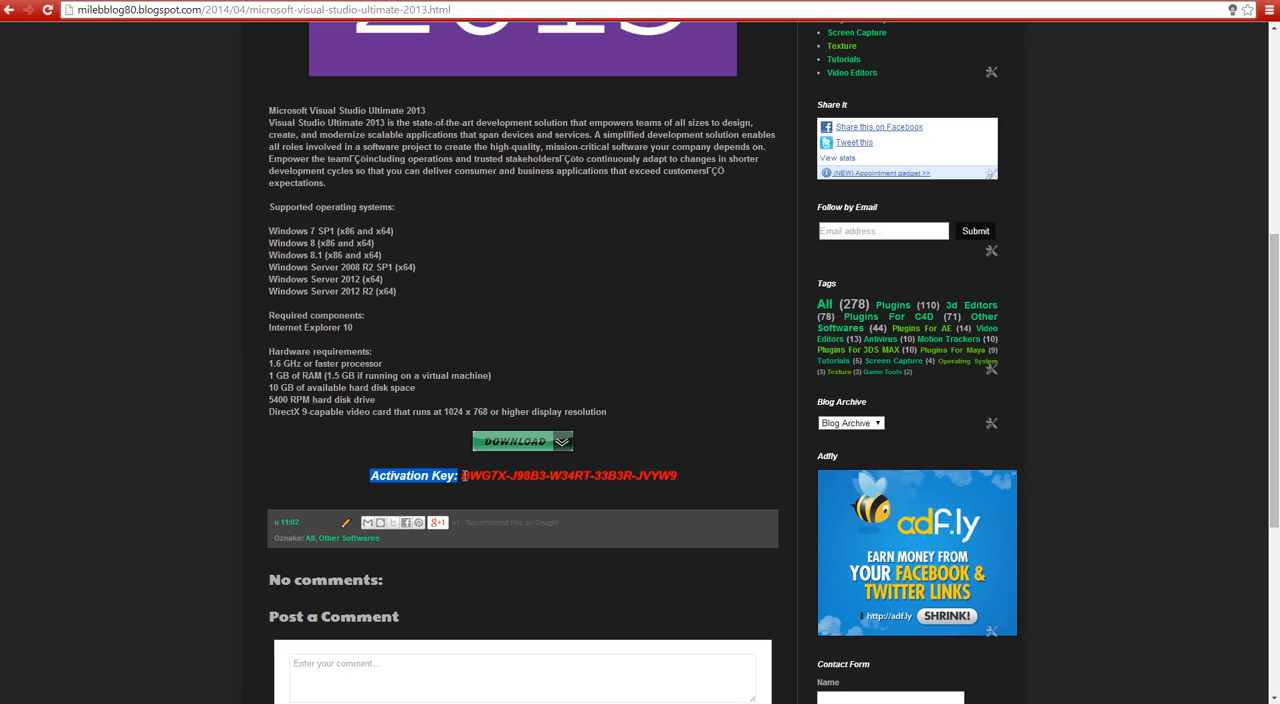 milebblog80.blogspot.com/2014/04/microsoft-visual-studio-ultimate-2013.html
2013
Microsoft Visual Studio Ultimate 2013
Visual Studio Ultimate 2013 is the state-of-the-art development solution that empowers teams of all sizes to design,
create, and modernize scalable applications that span devices and services. A simplified development solution enables
all roles involved in a software project to create the high-quality, mission-critical software your company depends on.
Empower the teamΓÇöincluding operations and trusted stakeholdersΓÇöto continuously adapt to changes in shorter
development cycles so that you can deliver consumer and business applications that exceed customersΓÇÖ
expectations.
Supported operating systems:
Windows 7 SP1 (x86 and x64)
Windows 8 (x86 and x64)
Windows 8.1 (x86 and x64)
Windows Server 2008 R2 SP1 (x64)
Windows Server 2012 (x64)
Windows Server 2012 R2 (x64)
Required components:
Internet Explorer 10
Hardware requirements:
1.6 GHz or faster processor
1 GB of RAM (1.5 GB if running on a virtual machine)
10 GB of available hard disk space
5400 RPM hard disk drive
DirectX 9-capable video card that runs at 1024 x 768 or higher display resolution
DOWNLOAD
Activation Key:
u 11:02
g+1 +1 Recommend this on Google
Oznake: All, Other Softwares
No comments:
Post a Comment
Enter your comment...
Screen Capture
Texture
Tutorials
Video Editors
Share It
Share this on Facebook
Tweet this
View stats
(NEW) Appointment gadget >>
Follow by Email
Email address...
Submit
Tags
All (278) Plugins (110) 3d Editors
(78) Plugins For C4D (71) Other
Softwares (44) Plugins For AE (14) Video
Editors (13) Antivirus (10) Motion Trackers (10)
Plugins For 3DS MAX (10) Plugins For Maya (9)
Tutorials (5) Screen Capture (4) Operating System
(3) Texture (3) Game Tools (2)
Blog Archive
Blog Archive
Adfly
adf.ly
EARN MONEY FROM
YOUR FACEBOOK &
TWITTER LINKS
http://adf.ly SHRINK!
Contact Form
Name